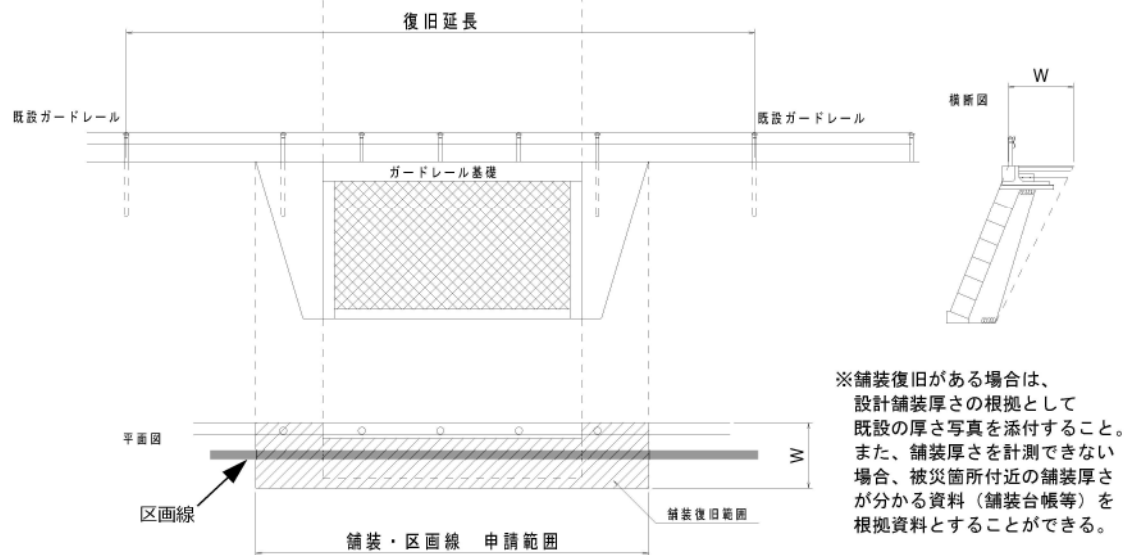 復旧延長
W
横断図
既設ガードレール
既設ガードレール
ガードレール基礎
※舗装復旧がある場合は、
設計舗装厚さの根拠として
既設の厚さ写真を添付すること。
また、舗装厚さを計測できない
場合、被災箇所付近の舗装厚さ
が分かる資料（舗装台帳等）を
根拠資料とすることができる。
平面図
W
区画線
舗装復旧範囲
舗装・区画線 申請範囲